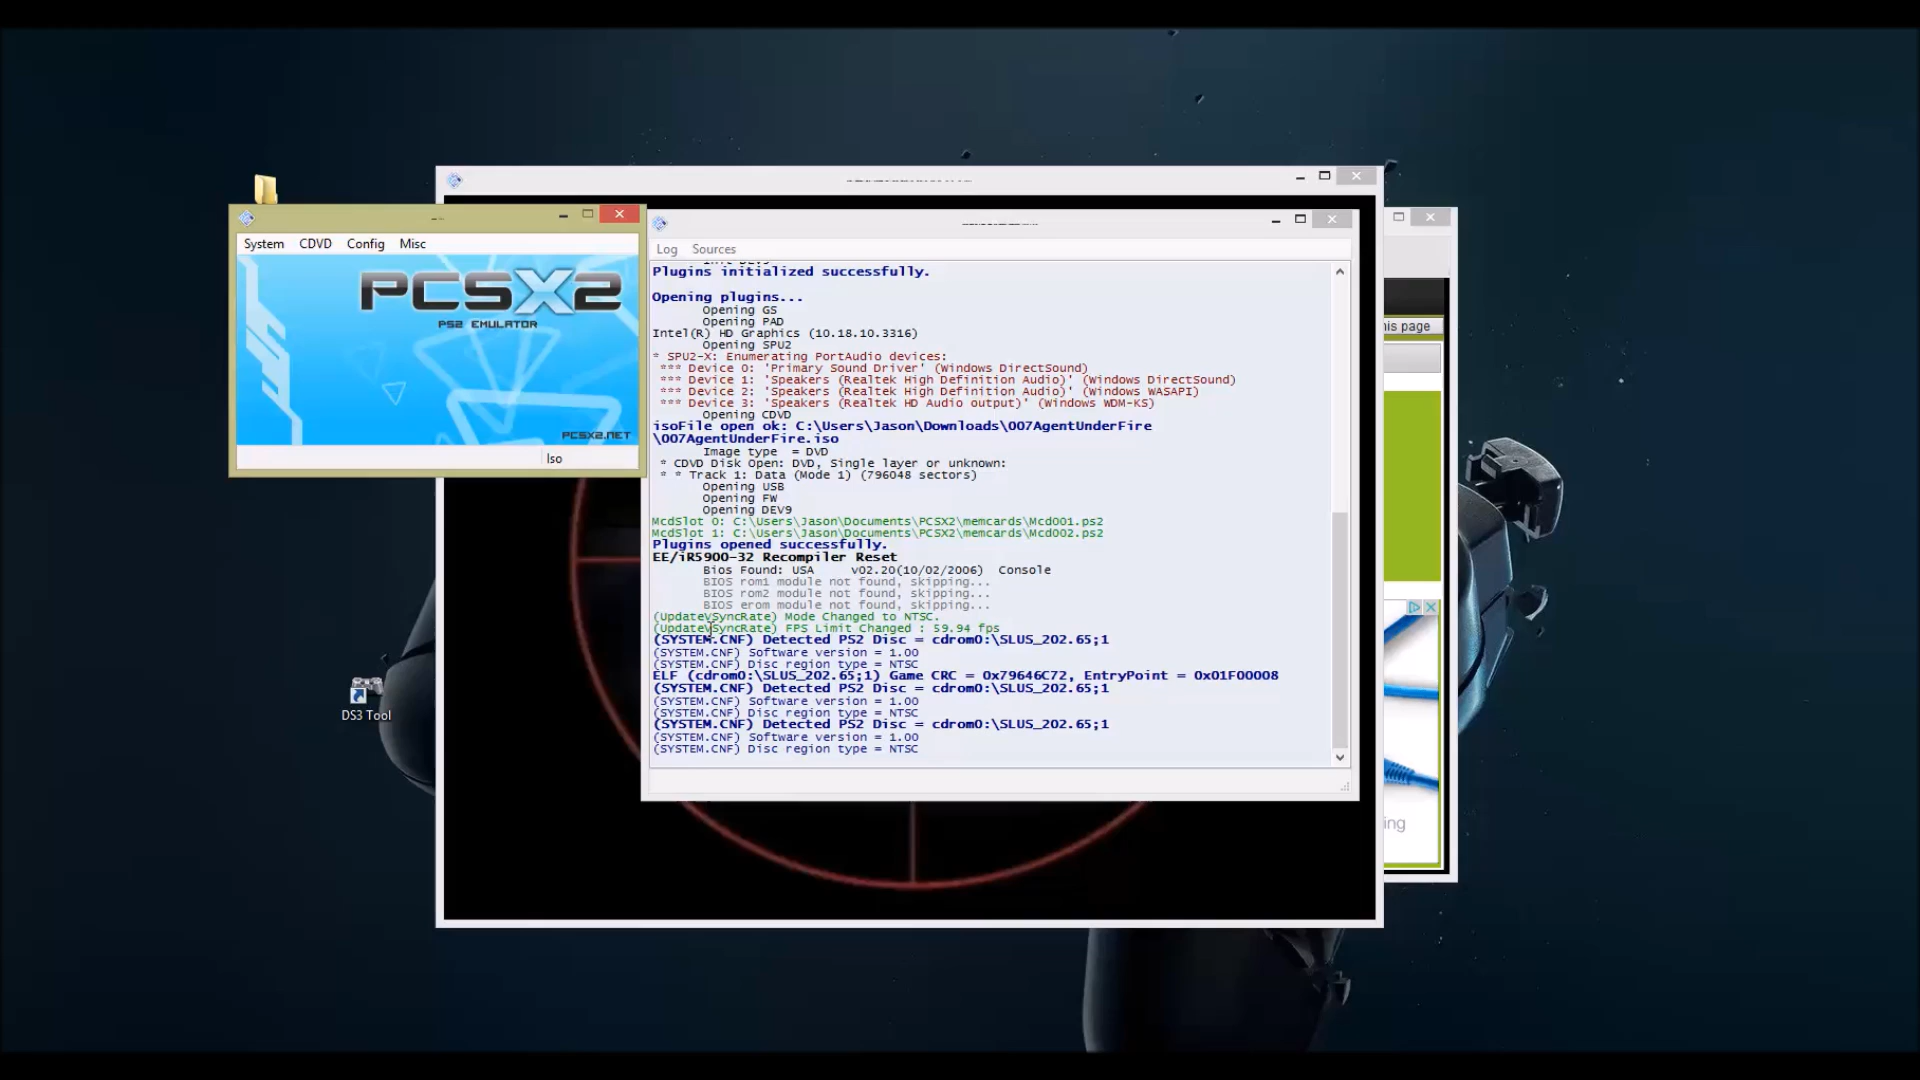 System CDVD Config Misc
PCSX2
PS2 EMULATOR
PCSX2.NET
Iso
DS3 Tool
Log Sources
Plugins initialized successfully.
Opening plugins...
Opening GS
Opening PAD
Intel(R) HD Graphics (10.18.10.3316)
Opening SPU2
* SPU2-X: Enumerating PortAudio devices:
*** Device 0: 'Primary Sound Driver' (Windows DirectSound)
*** Device 1: 'Speakers (Realtek High Definition Audio)' (Windows DirectSound)
*** Device 2: 'Speakers (Realtek High Definition Audio)' (Windows WASAPI)
*** Device 3: 'Speakers (Realtek HD Audio output)' (Windows WDM-KS)
Opening CDVD
isoFile open ok: C:\Users\Jason\Downloads\007AgentUnderFire
\007AgentUnderFire.iso
Image type = DVD
* CDVD Disk Open: DVD, Single layer or unknown:
* * Track 1: Data (Mode 1) (796048 sectors)
Opening USB
Opening FW
Opening DEV9
McdSlot 0: C:\Users\Jason\Documents\PCSX2\memcards\Mcd001.ps2
McdSlot 1: C:\Users\Jason\Documents\PCSX2\memcards\Mcd002.ps2
Plugins opened successfully.
EE/iR5900-32 Recompiler Reset
Bios Found: USA v02.20(10/02/2006) Console
BIOS rom1 module not found, skipping...
BIOS rom2 module not found, skipping...
BIOS erom module not found, skipping...
(UpdateVSyncRate) Mode Changed to NTSC.
(UpdateVSyncRate) FPS Limit Changed : 59.94 fps
(SYSTEM.CNF) Detected PS2 Disc = cdrom0:\SLUS_202.65;1
(SYSTEM.CNF) Software version = 1.00
(SYSTEM.CNF) Disc region type = NTSC
ELF (cdrom0:\SLUS_202.65;1) Game CRC = 0x79646C72, EntryPoint = 0x01F00008
(SYSTEM.CNF) Detected PS2 Disc = cdrom0:\SLUS_202.65;1
(SYSTEM.CNF) Software version = 1.00
(SYSTEM.CNF) Disc region type = NTSC
(SYSTEM.CNF) Detected PS2 Disc = cdrom0:\SLUS_202.65;1
(SYSTEM.CNF) Software version = 1.00
(SYSTEM.CNF) Disc region type = NTSC
his page
ing